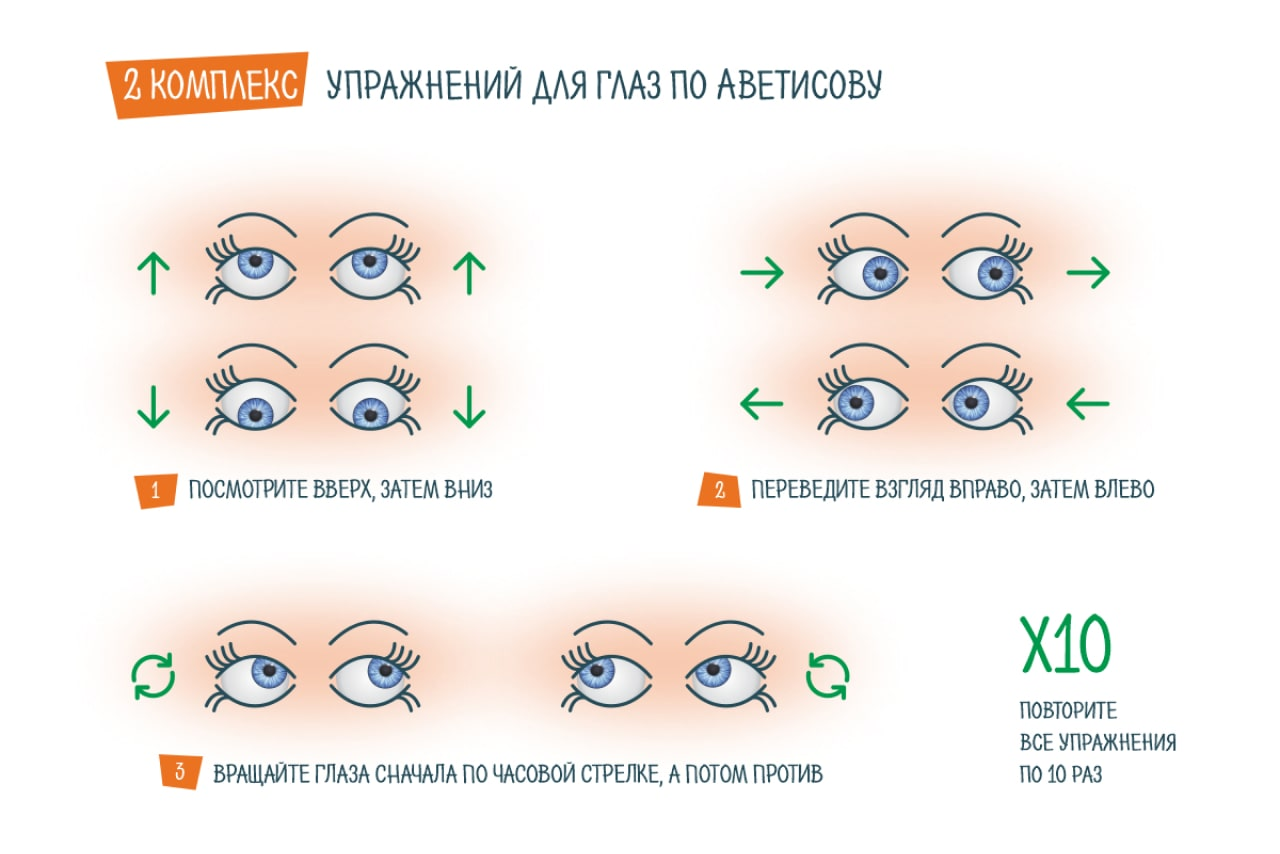 2 КОМПЛЕКС УПРАЖНЕНИЙ ДЛЯ ГЛАЗ ПО АВЕТИСОВУ
1 ПОСМОТРИТЕ ВВЕРХ, ЗАТЕМ ВНИЗ
2 ПЕРЕВЕДИТЕ ВЗГЛЯД ВПРАВО, ЗАТЕМ ВЛЕВО
3 ВРАЩАЙТЕ ГЛАЗА СНАЧАЛА ПО ЧАСОВОЙ СТРЕЛКЕ, А ПОТОМ ПРОТИВ
X10
ПОВТОРИТЕ
ВСЕ УПРАЖНЕНИЯ
ПО 10 РАЗ